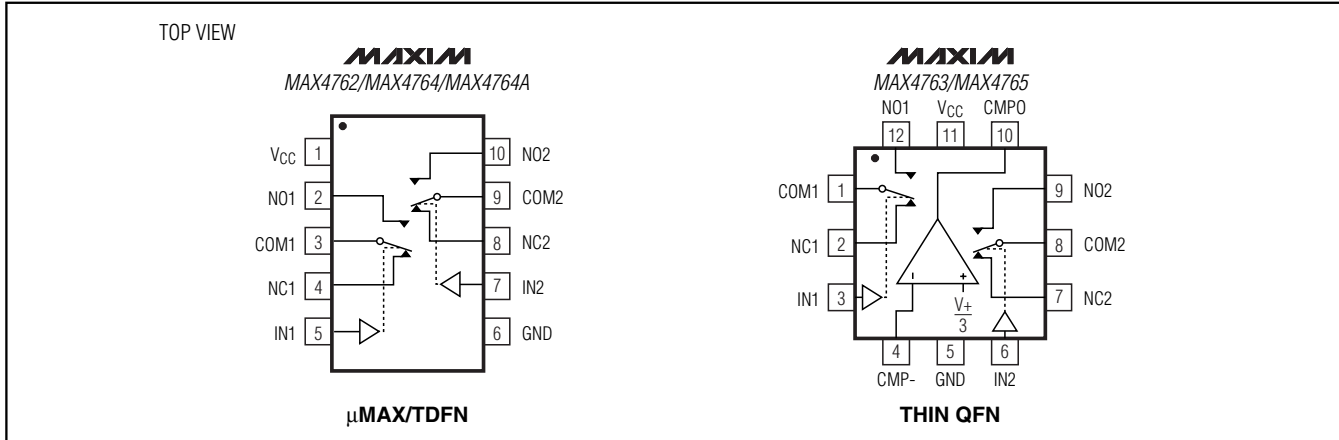 TOP VIEW
MAXIM
MAX4762/MAX4764/MAX4764A
VCC 1
NO1 2
COM1 3
NC1 4
IN1 5
10 NO2
9 COM2
8 NC2
7 IN2
6 GND
μMAX/TDFN
MAXIM
MAX4763/MAX4765
NO1 VCC CMPO
12 11 10
COM1 1
NC1 2
IN1 3
9 NO2
8 COM2
7 NC2
- +
V+
3
4 5 6
CMP- GND IN2
THIN QFN